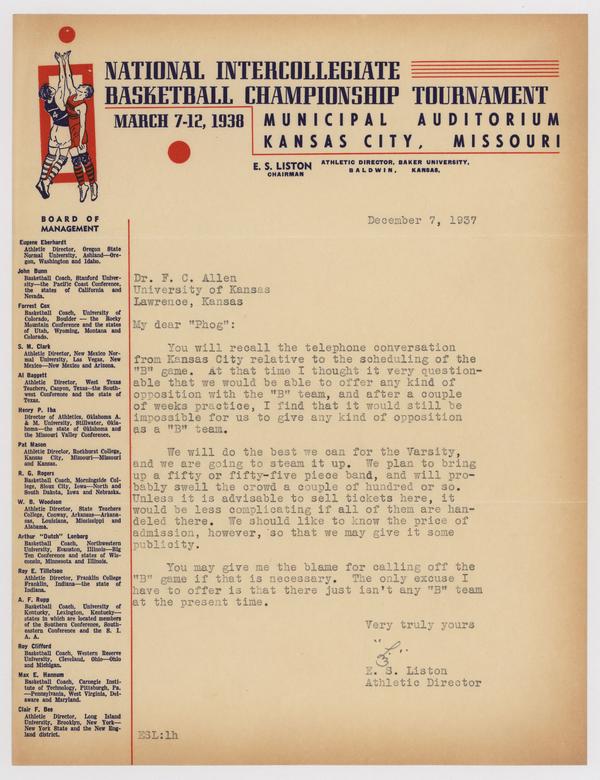 NATIONAL INTERCOLLEGIATE
BASKETBALL CHAMPIONSHIP TOURNAMENT
MARCH 7-12, 1938
MUNICIPAL AUDITORIUM
KANSAS CITY, MISSOURI
E. S. LISTON
CHAIRMAN
ATHLETIC DIRECTOR, BAKER UNIVERSITY,
BALDWIN, KANSAS,
BOARD OF
MANAGEMENT
Eugene Eberhardt
Athletic Director, Oregon State
Normal University, Ashland—Ore-
gon, Washington and Idaho.
John Bunn
Basketball Coach, Stanford Univer-
sity—the Pacific Coast Conference,
the states of California and
Nevada.
Forrest Cox
Basketball Coach, University of
Colorado, Boulder — the Rocky
Mountain Conference and the states
of Utah, Wyoming, Montana and
Colorado.
S. M. Clark
Athletic Director, New Mexico Nor-
mal University, Las Vegas, New
Mexico—New Mexico and Arizona.
Al Baggett
Athletic Director, West Texas
Teachers, Canyon, Texas—the South-
west Conference and the state of
Texas.
Henry P. Iba
Director of Athletics, Oklahoma A.
& M. University, Stillwater, Okla-
homa—the state of Oklahoma and
the Missouri Valley Conference.
Pat Mason
Athletic Director, Rockhurst College,
Kansas City, Missouri—Missouri
and Kansas.
R. G. Rogers
Basketball Coach, Morningside Col-
lege, Sioux City, Iowa—North and
South Dakota, Iowa and Nebraska.
W. B. Woodson
Athletic Director, State Teachers
College, Conway, Arkansas—Arkan-
sas, Louisiana, Mississippi and
Alabama.
Arthur "Dutch" Lonborg
Basketball Coach, Northwestern
University, Evanston, Illinois—Big
Ten Conference and states of Wis-
consin, Minnesota and Illinois.
Roy E. Tillotson
Athletic Director, Franklin College
Franklin, Indiana—the state of
Indiana.
A. F. Rupp
Basketball Coach, University of
Kentucky, Lexington, Kentucky—
states in which are located members
of the Southern Conference, South-
eastern Conference and the S. I.
A. A.
Roy Clifford
Basketball Coach, Western Reserve
University, Cleveland, Ohio—Ohio
and Michigan.
Max E. Hannum
Basketball Coach, Carnegie Insti-
tute of Technology, Pittsburgh, Pa.
—Pennsylvania, West Virginia, Del-
aware and Maryland.
Clair F. Bee
Athletic Director, Long Island
University, Brooklyn, New York—
New York State and the New Eng-
land district.
December 7, 1937
Dr. F. C. Allen
University of Kansas
Lawrence, Kansas
My dear "Phog":
You will recall the telephone conversation
from Kansas City relative to the scheduling of the
"B" game. At that time I thought it very question-
able that we would be able to offer any kind of
opposition with the "B" team, and after a couple
of weeks practice, I find that it would still be
impossible for us to give any kind of opposition
as a "B" team.
We will do the best we can for the Varsity,
and we are going to steam it up. We plan to bring
up a fifty or fifty-five piece band, and will pro-
bably swell the crowd a couple of hundred or so.
Unless it is advisable to sell tickets here, it
would be less complicating if all of them are han-
deled there. We should like to know the price of
admission, however, so that we may give it some
publicity.
You may give me the blame for calling off the
"B" game if that is necessary. The only excuse I
have to offer is that there just isn't any "B" team
at the present time.
Very truly yours
E. S. Liston
Athletic Director
ESL:lh